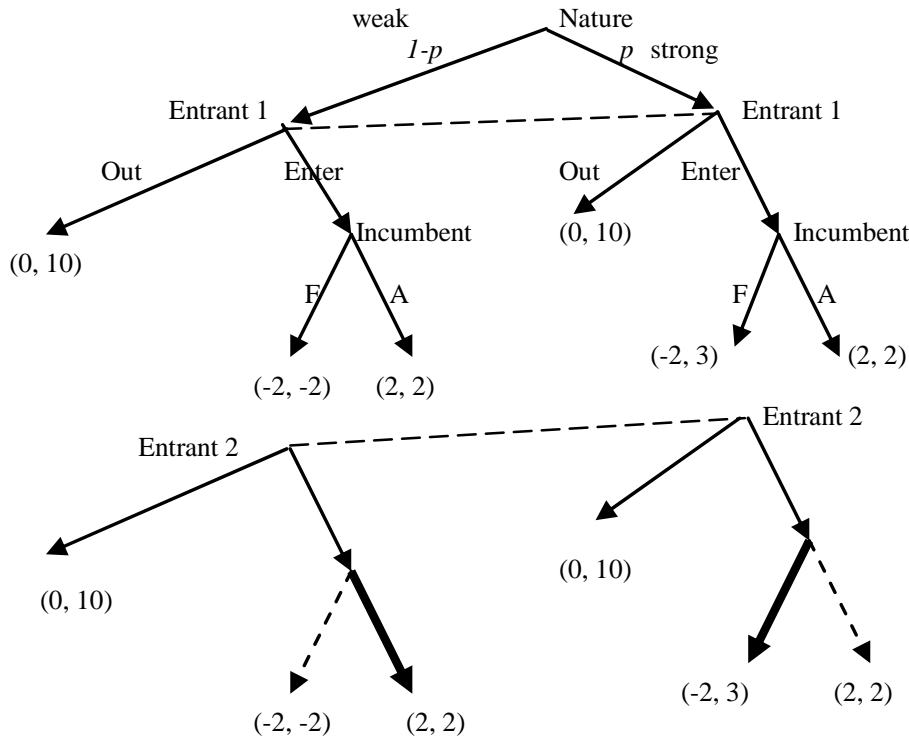 weak Nature
1-p p strong
Entrant 1 Entrant 1
Out Enter Out Enter
(0, 10) Incumbent (0, 10) Incumbent
F A F A
(-2, -2) (2, 2) (-2, 3) (2, 2)
Entrant 2 Entrant 2
(0, 10) (0, 10)
(-2, -2) (2, 2) (-2, 3) (2, 2)